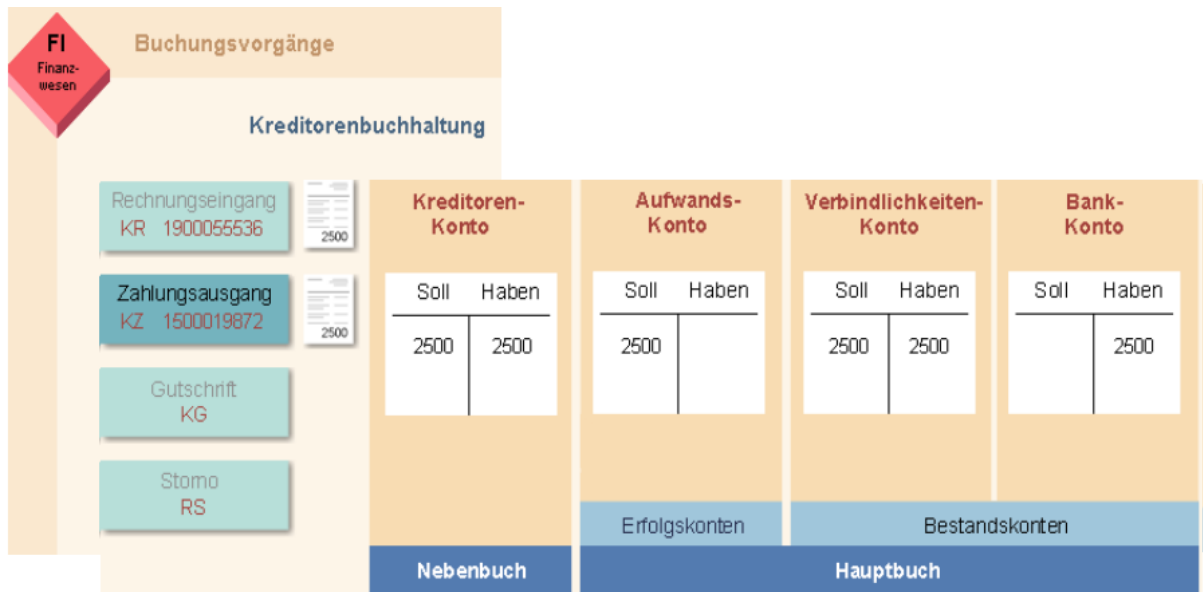 FI
Finanz-
wesen
Buchungsvorgänge
Kreditorenbuchhaltung
Rechnungseingang
KR 1900055536
2500
Zahlungsausgang
KZ 1500019872
2500
Gutschrift
KG
Storno
RS
Kreditoren-
Konto
Soll Haben
2500 2500
Aufwands-
Konto
Soll Haben
2500
Verbindlichkeiten-
Konto
Soll Haben
2500 2500
Bank-
Konto
Soll Haben
2500
Erfolgskonten
Bestandskonten
Nebenbuch
Hauptbuch